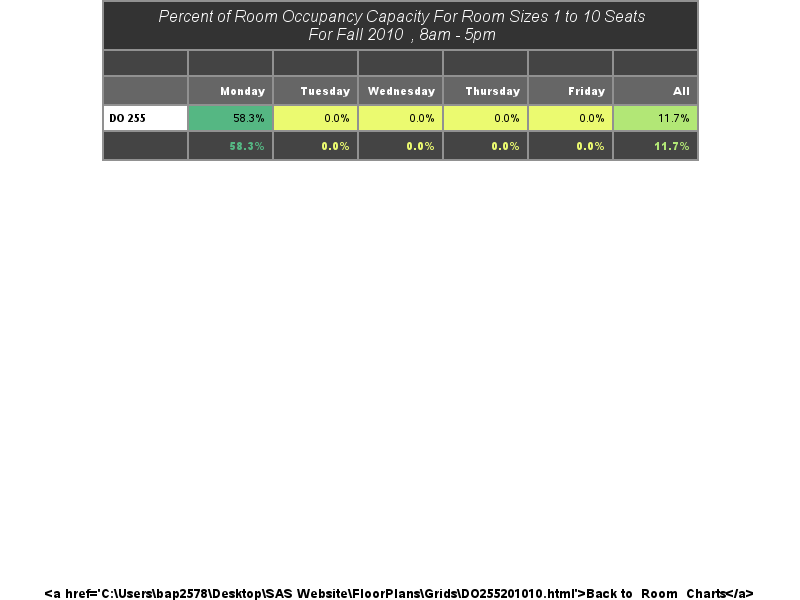 Percent of Room Occupancy Capacity For Room Sizes 1 to 10 Seats
For Fall 2010 , 8am - 5pm
Monday Tuesday Wednesday Thursday Friday All
DO 255 58.3% 0.0% 0.0% 0.0% 0.0% 11.7%
58.3% 0.0% 0.0% 0.0% 0.0% 11.7%
<a href='C:\Users\bap2578\Desktop\SAS Website\FloorPlans\Grids\DO255201010.html'>Back to Room Charts</a>